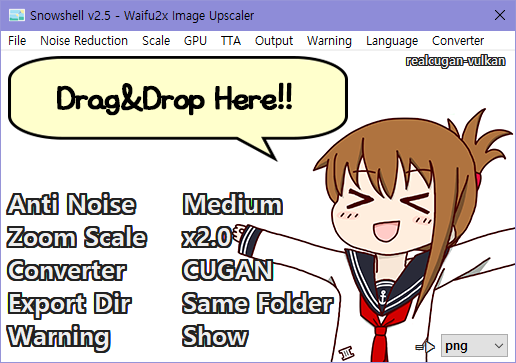 Snowshell v2.5 - Waifu2x Image Upscaler
File Noise Reduction Scale GPU TTA Output Warning Language Converter
realcugan-vulkan
Drag&Drop Here!!
Anti Noise Medium
Zoom Scale x2.0
Converter CUGAN
Export Dir Same Folder
Warning Show
III
png